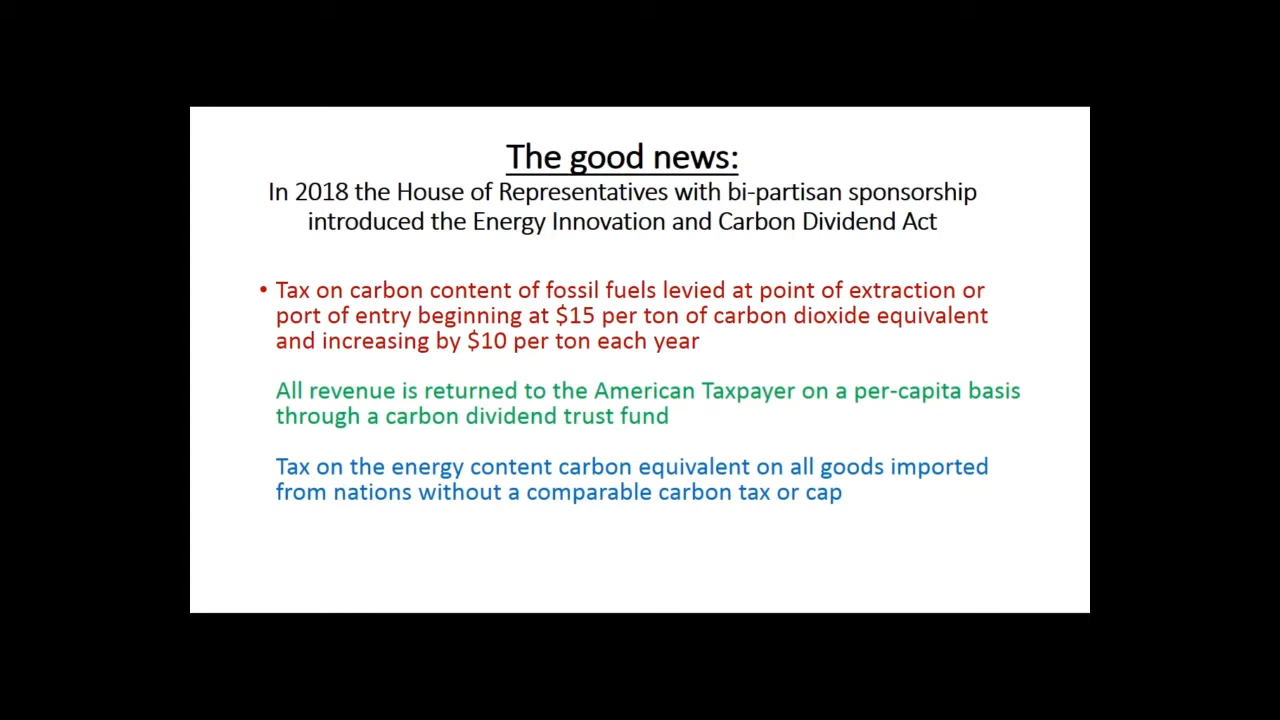 The good news:
In 2018 the House of Representatives with bi-partisan sponsorship
introduced the Energy Innovation and Carbon Dividend Act
• Tax on carbon content of fossil fuels levied at point of extraction or
port of entry beginning at $15 per ton of carbon dioxide equivalent
and increasing by $10 per ton each year
All revenue is returned to the American Taxpayer on a per-capita basis
through a carbon dividend trust fund
Tax on the energy content carbon equivalent on all goods imported
from nations without a comparable carbon tax or cap